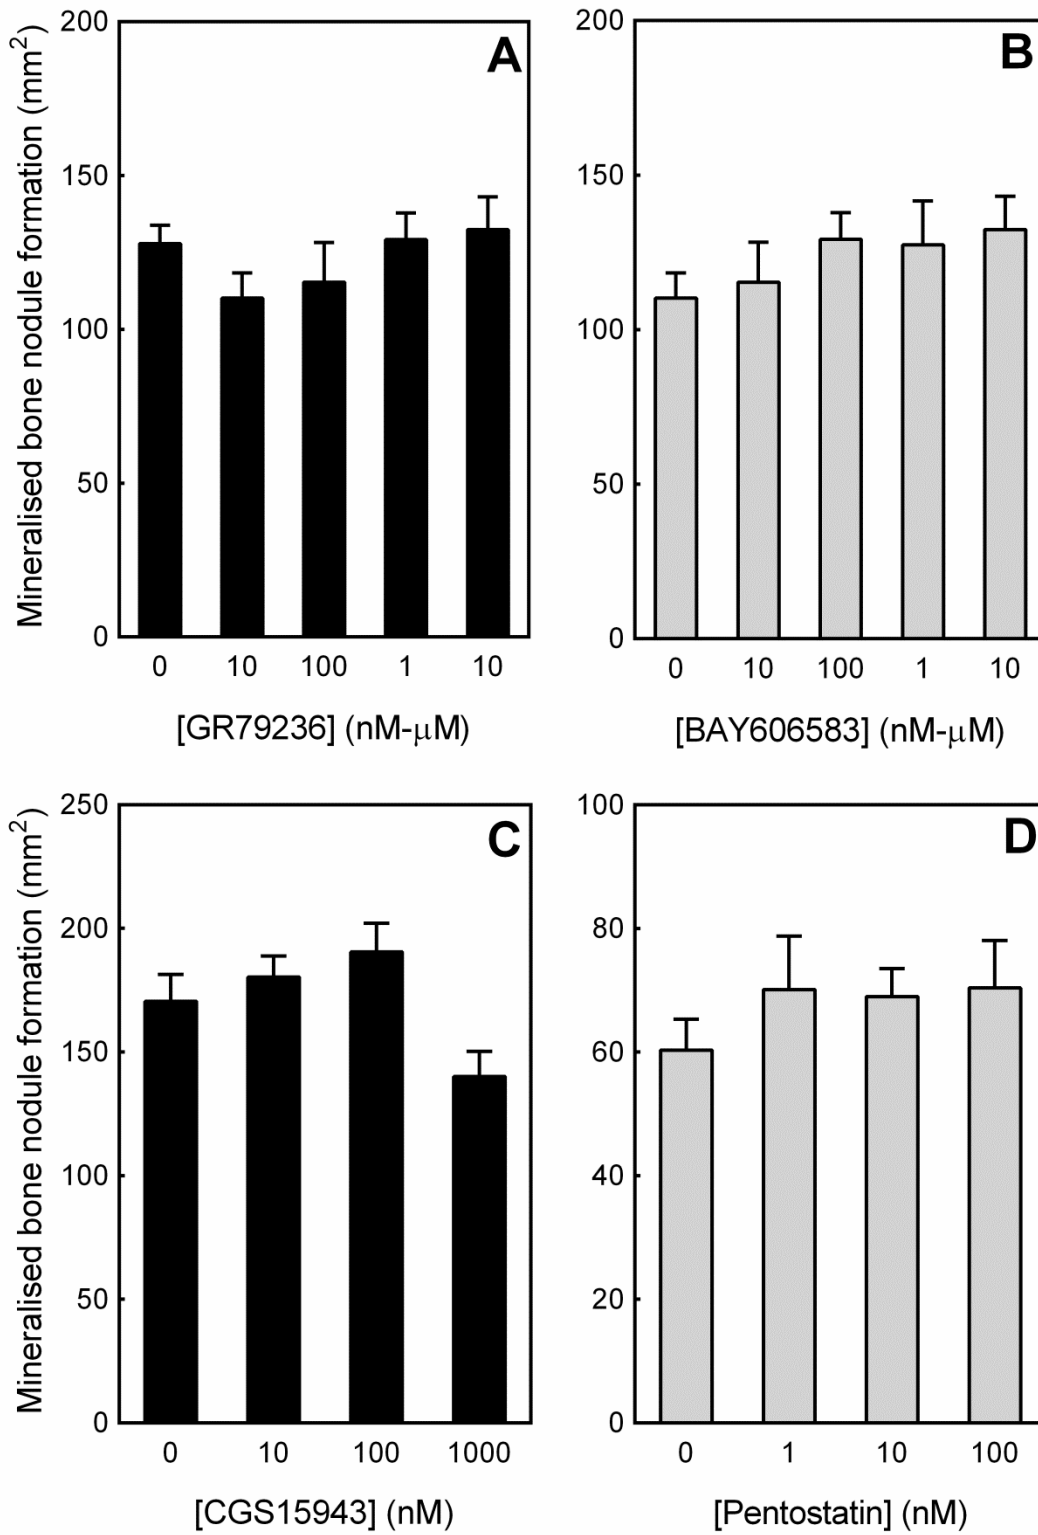 A
Mineralised bone nodule formation (mm²)
200
150
100
50
0
0 10 100 1 10
[GR79236] (nM-μM)
B
200
150
100
50
0
0 10 100 1 10
[BAY606583] (nM-μM)
C
Mineralised bone nodule formation (mm²)
250
200
150
100
50
0
0 10 100 1000
[CGS15943] (nM)
D
100
80
60
40
20
0
0 1 10 100
[Pentostatin] (nM)